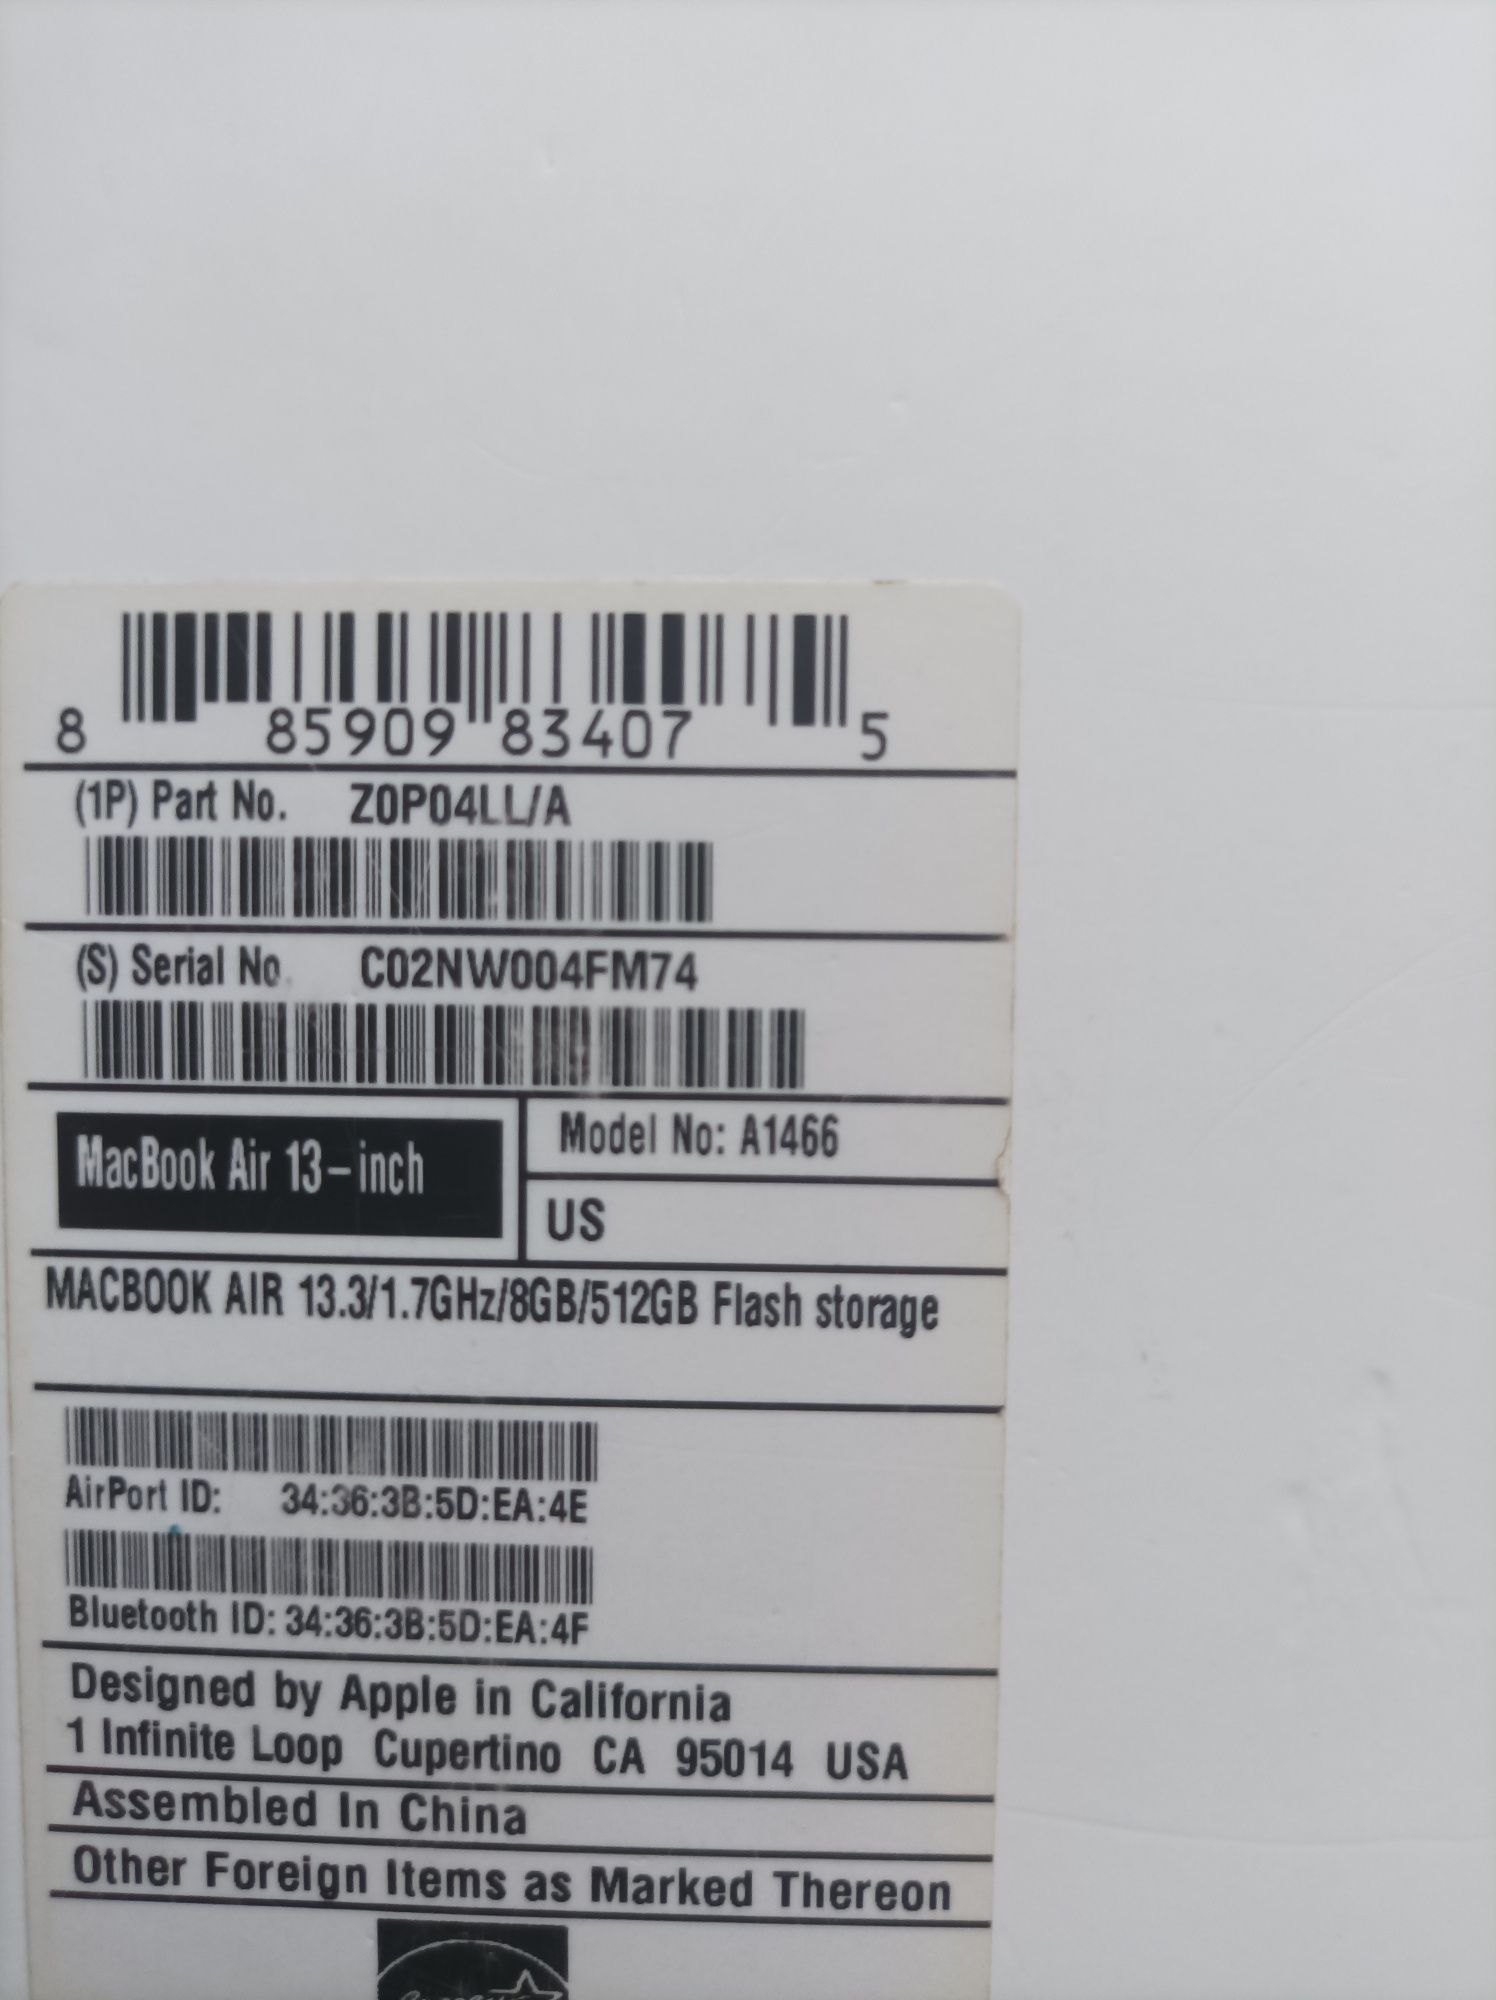 8 85909 83407 5
(1P) Part No. Z0P04LL/A
(S) Serial No. C02NW004FM74
MacBook Air 13-inch
Model No: A1466
US
MACBOOK AIR 13.3/1.7GHz/8GB/512GB Flash storage
AirPort ID: 34:36:3B:5D:EA:4E
Bluetooth ID: 34:36:3B:5D:EA:4F
Designed by Apple in California
1 Infinite Loop Cupertino CA 95014 USA
Assembled In China
Other Foreign Items as Marked Thereon